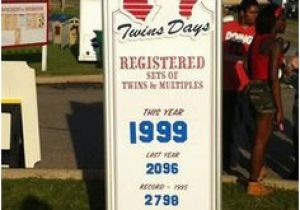 Twins Days
REGISTERED
SETS OF
TWINS & MULTIPLES
THIS YEAR
1999
LAST YEAR
2096
RECORD - 1995
2798